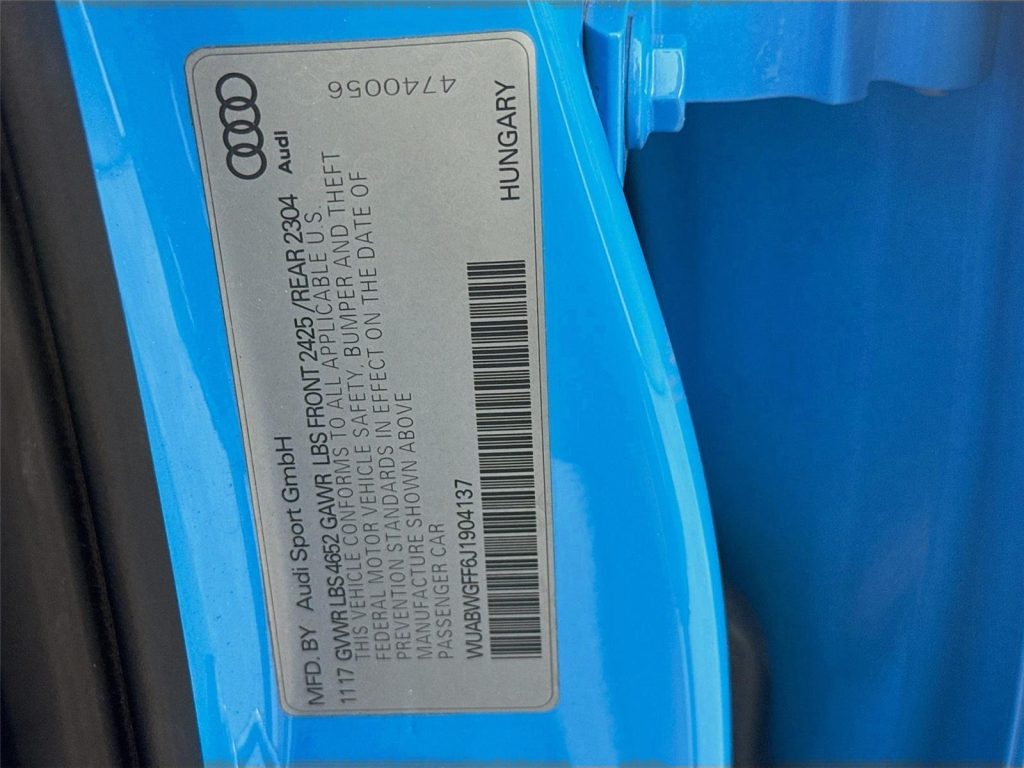 MFD. BY Audi Sport GmbH
Audi
1117 GVWR LBS 4652 GAWR LBS FRONT 2425 /REAR 2304
THIS VEHICLE CONFORMS TO ALL APPLICABLE U.S.
FEDERAL MOTOR VEHICLE SAFETY, BUMPER AND THEFT
PREVENTION STANDARDS IN EFFECT ON THE DATE OF
MANUFACTURE SHOWN ABOVE
PASSENGER CAR
4740056
WUABWGFF6J1904137
HUNGARY